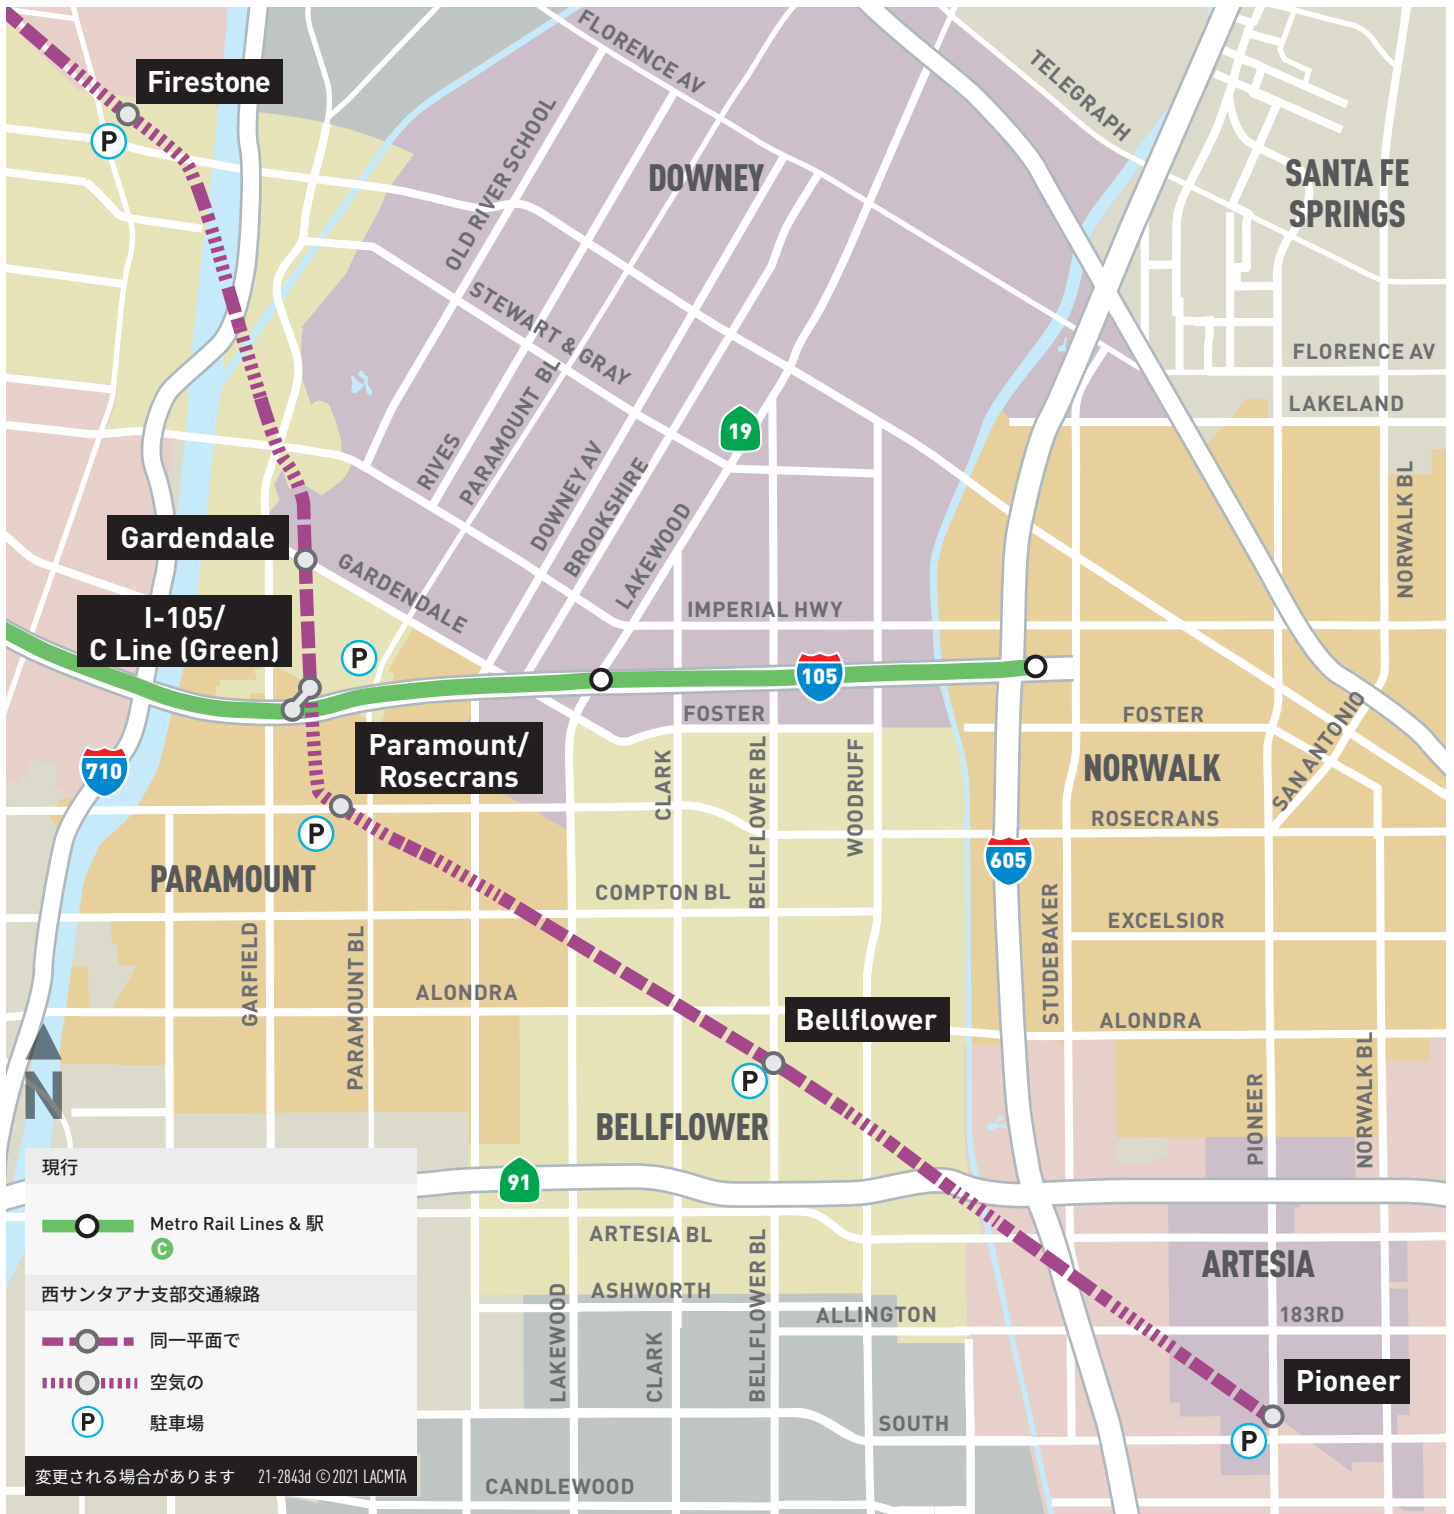 FLORENCE AV
TELEGRAPH
Firestone
P
OLD RIVER SCHOOL
DOWNEY
SANTA FE
SPRINGS
STEWART & GRAY
FLORENCE AV
LAKELAND
19
RIVES
PARAMOUNT BL
DOWNEY AV
BROOKSHIRE
LAKEWOOD
NORWALK BL
Gardendale
GARDENDALE
I-105/
C Line (Green)
P
IMPERIAL HWY
105
FOSTER
FOSTER
SAN ANTONIO
Paramount/
Rosecrans
710
CLARK
BELLFLOWER BL
WOODRUFF
NORWALK
ROSECRANS
P
605
PARAMOUNT
COMPTON BL
STUDEBAKER
EXCELSIOR
GARFIELD
PARAMOUNT BL
ALONDRA
Bellflower
ALONDRA
P
N
BELLFLOWER
PIONEER
NORWALK BL
91
ARTESIA BL
ARTESIA
ASHWORTH
LAKEWOOD
CLARK
BELLFLOWER BL
ALLINGTON
183RD
Pioneer
P
SOUTH
CANDLEWOOD
現行
Metro Rail Lines & 駅
C
西サンタアナ支部交通線路
同一平面で
空気の
P 駐車場
変更される場合があります 21-2843d © 2021 LACMTA